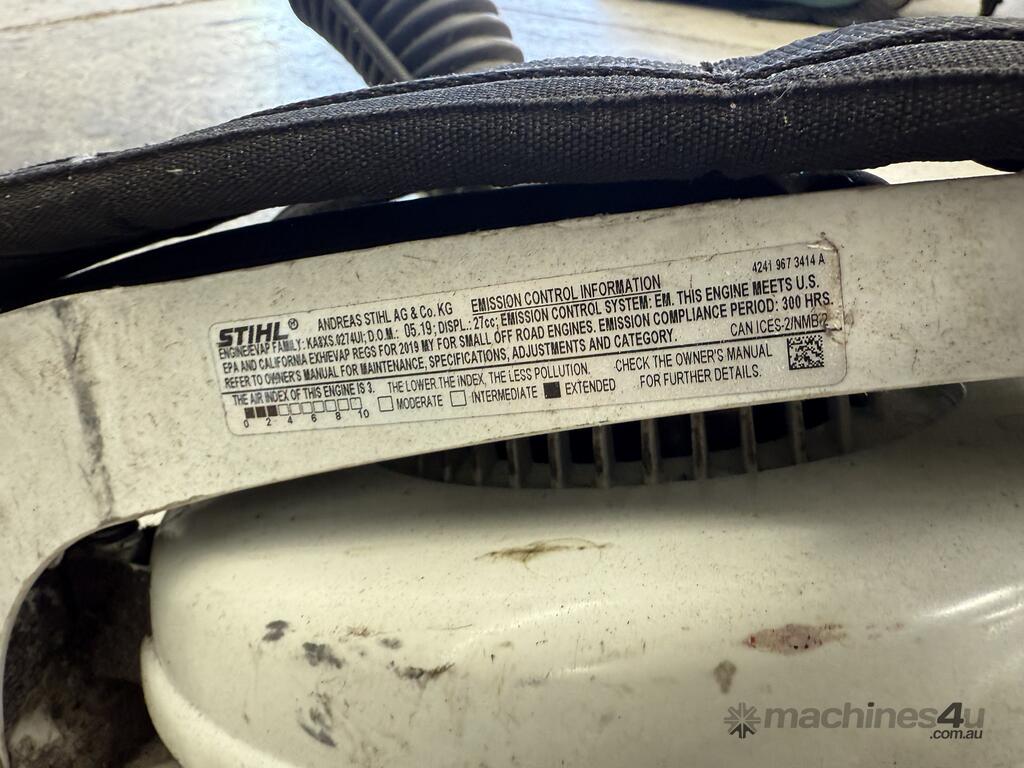 STIHL® ANDREAS STIHL AG & Co. KG EMISSION CONTROL INFORMATION 4241 967 3414 A
ENGINE/EVAP FAMILY: KA8XS.0274UI; D.O.M.: 05.19; DISPL.: 27cc; EMISSION CONTROL SYSTEM: EM. THIS ENGINE MEETS U.S.
EPA AND CALIFORNIA EXH/EVAP REGS FOR 2019 MY FOR SMALL OFF ROAD ENGINES. EMISSION COMPLIANCE PERIOD: 300 HRS.
REFER TO OWNER'S MANUAL FOR MAINTENANCE, SPECIFICATIONS, ADJUSTMENTS AND CATEGORY. CAN ICES-2/NMB-2
THE AIR INDEX OF THIS ENGINE IS 3. THE LOWER THE INDEX, THE LESS POLLUTION. CHECK THE OWNER'S MANUAL
0 2 4 6 8 10 MODERATE INTERMEDIATE EXTENDED FOR FURTHER DETAILS.
machines4u
.com.au